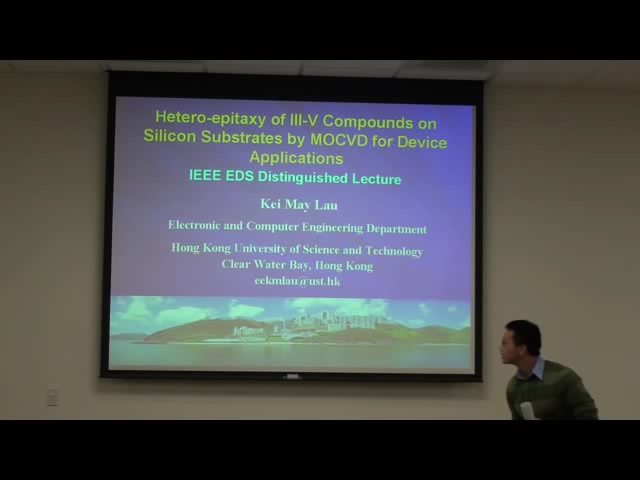 Hetero-epitaxy of III-V Compounds on
Silicon Substrates by MOCVD for Device
Applications
IEEE EDS Distinguished Lecture
Kei May Lau
Electronic and Computer Engineering Department
Hong Kong University of Science and Technology
Clear Water Bay, Hong Kong
eekmlau@ust.hk